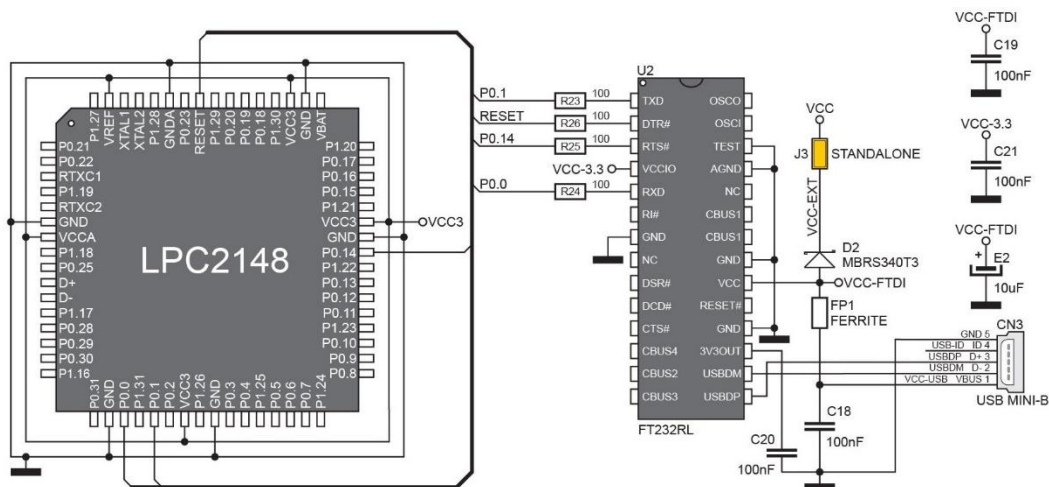 P1.27
VREF
XTAL1
XTAL2
P1.28
GNDA
P0.23
RESET
P1.29
P0.20
P0.19
P0.18
P1.30
VCC3
GND
VBAT
P0.21
P0.22
RTXC1
P1.19
RTXC2
GND
VCCA
P1.18
P0.25
D+
D-
P1.17
P0.28
P0.29
P0.30
P1.16
LPC2148
P1.20
P0.17
P0.16
P0.15
P1.21
VCC3
GND
P0.14
P1.22
P0.13
P0.12
P0.11
P1.23
P0.10
P0.9
P0.8
P0.31
GND
P0.0
P1.31
P0.1
P0.2
VCC3
P1.26
GND
P0.3
P0.4
P1.25
P0.5
P0.6
P0.7
P1.24
VCC3
P0.1
R23
100
RESET
R26
100
P0.14
R25
100
VCC-3.3
P0.0
R24
100
U2
TXD
DTR#
RTS#
VCCIO
RXD
RI#
GND
NC
DSR#
DCD#
CTS#
CBUS4
CBUS2
CBUS3
OSCO
OSCI
TEST
AGND
NC
CBUS1
CBUS1
GND
VCC
RESET#
GND
3V3OUT
USBDM
USBDP
FT232RL
VCC
J3 STANDALONE
VCC-EXT
D2
MBRS340T3
VCC-FTDI
FP1
FERRITE
C18
100nF
C20
100nF
VCC-FTDI
C19
100nF
VCC-3.3
C21
100nF
VCC-FTDI
+
E2
10uF
CN3
GND 5
USB-ID ID 4
USBDP D+ 3
USBDM D- 2
VCC-USB VBUS 1
USB MINI-B